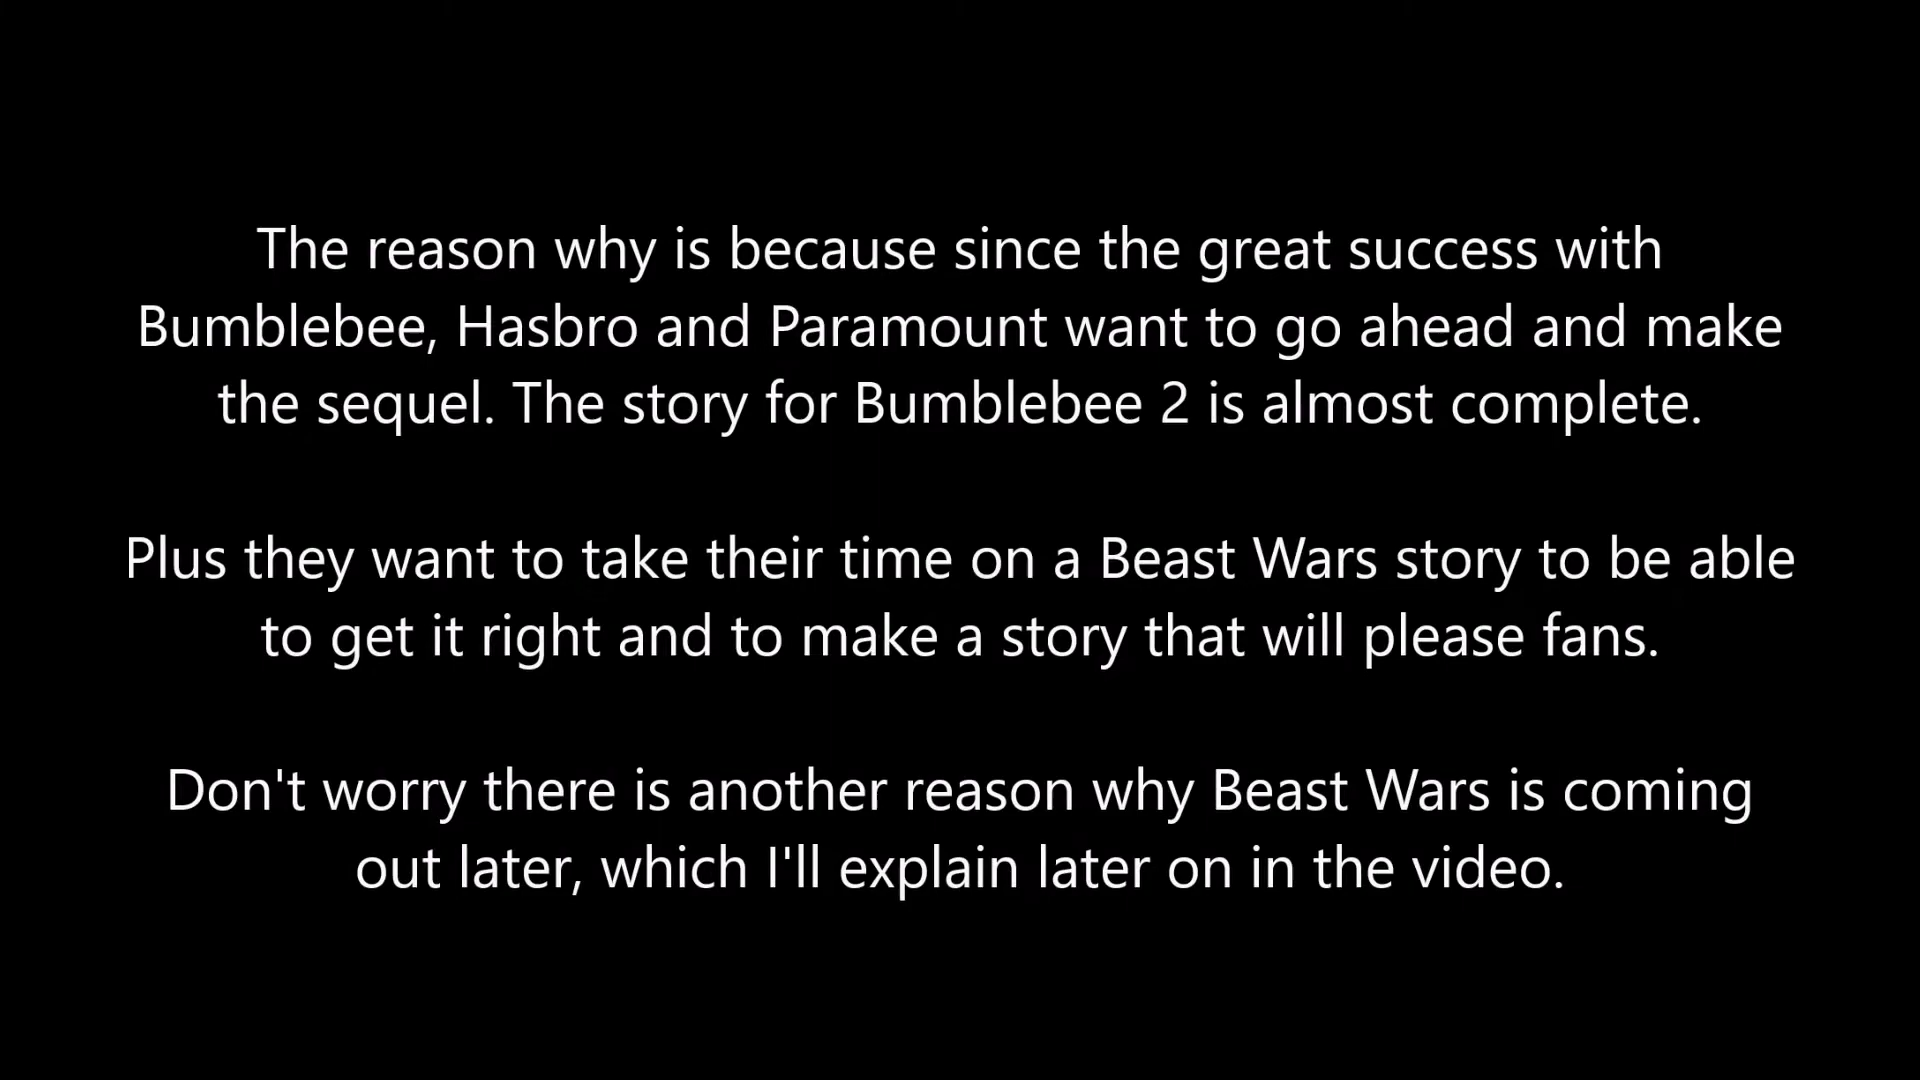 The reason why is because since the great success with
Bumblebee, Hasbro and Paramount want to go ahead and make
the sequel. The story for Bumblebee 2 is almost complete.
Plus they want to take their time on a Beast Wars story to be able
to get it right and to make a story that will please fans.
Don't worry there is another reason why Beast Wars is coming
out later, which I'll explain later on in the video.